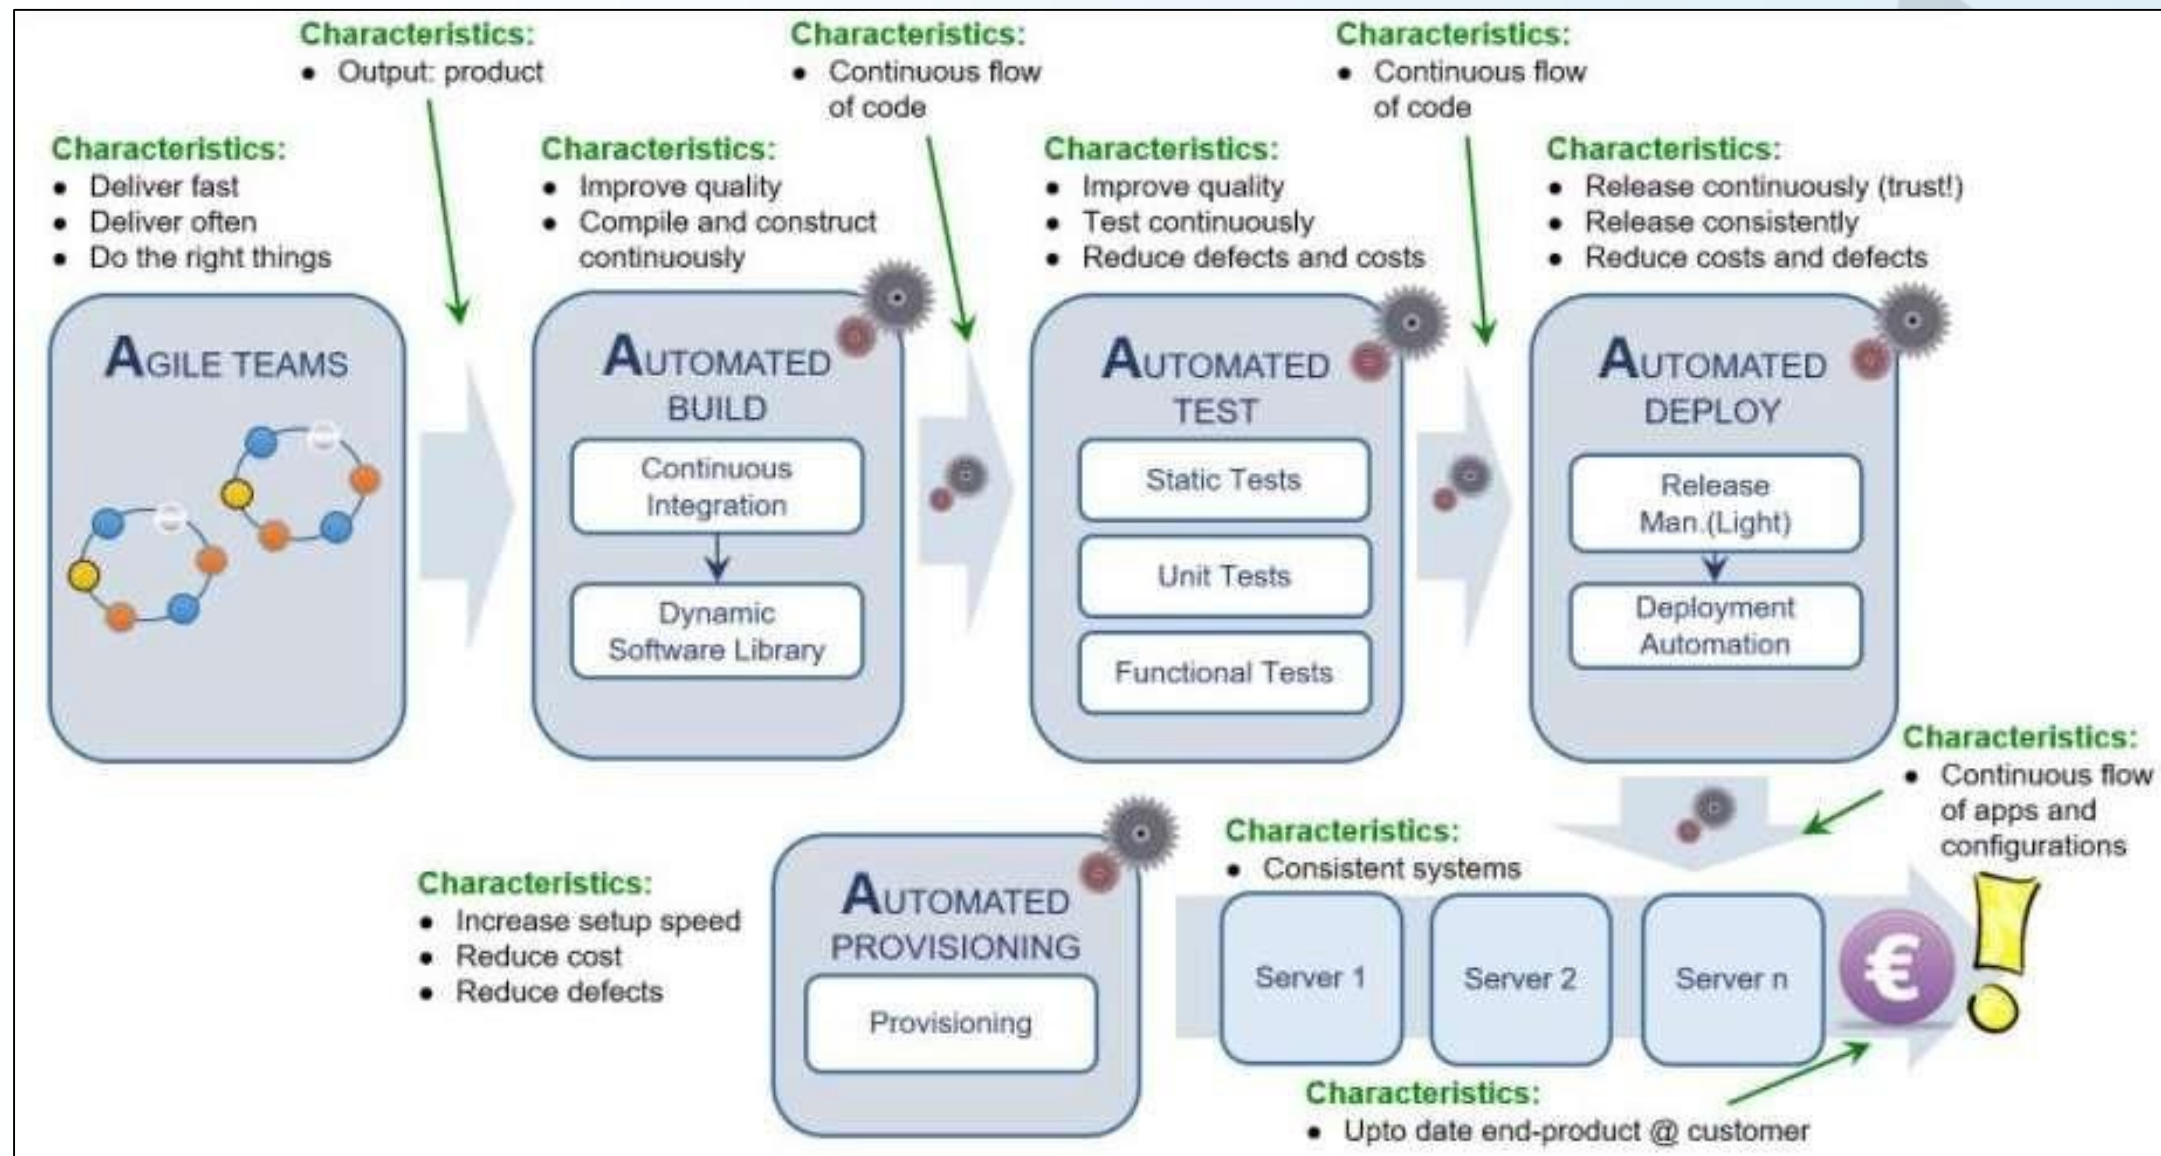 Characteristics:
● Output: product
Characteristics:
● Continuous flow
of code
Characteristics:
● Continuous flow
of code
Characteristics:
● Deliver fast
● Deliver often
● Do the right things
Characteristics:
● Improve quality
● Compile and construct
continuously
Characteristics:
● Improve quality
● Test continuously
● Reduce defects and costs
Characteristics:
● Release continuously (trust!)
● Release consistently
● Reduce costs and defects
AGILE TEAMS
AUTOMATED
BUILD
Continuous
Integration
Dynamic
Software Library
AUTOMATED
TEST
Static Tests
Unit Tests
Functional Tests
AUTOMATED
DEPLOY
Release
Man.(Light)
Deployment
Automation
Characteristics:
● Continuous flow
of apps and
configurations
Characteristics:
● Increase setup speed
● Reduce cost
● Reduce defects
AUTOMATED
PROVISIONING
Provisioning
Characteristics:
● Consistent systems
Server 1
Server 2
Server n
€
!
Characteristics:
● Upto date end-product @ customer